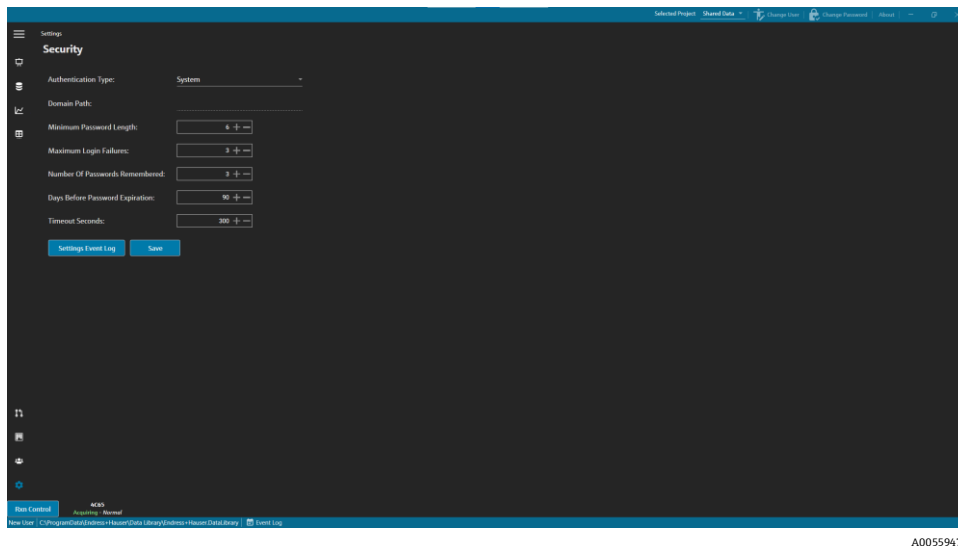 Selected Project: Shared Data Change User Change Password About
Settings
Security
Authentication Type: System
Domain Path:
Minimum Password Length: 6
Maximum Login Failures: 3
Number Of Passwords Remembered: 3
Days Before Password Expiration: 90
Timeout Seconds: 300
Settings Event Log Save
Run Control 4C65
Acquiring - Normal
New User C:\ProgramData\Endress+Hauser\Data Library\Endress+Hauser.DataLibrary Event Log
A0055947